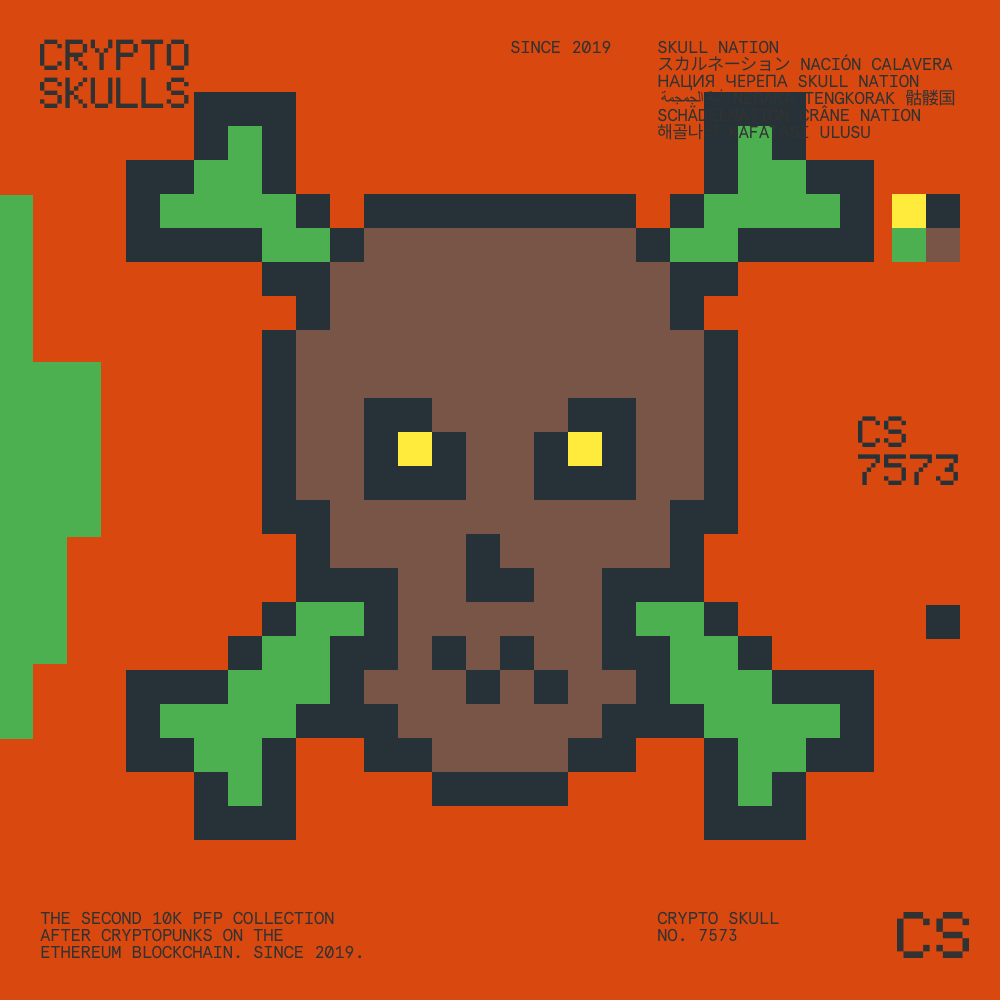 CRYPTO
SKULLS
SINCE 2019
SKULL NATION
スカルネーション NACIÓN CALAVERA
НАЦИЯ ЧЕРЕПА SKULL NATION
الجمجمة TENGKORAK 骷髅国
CRÂNE NATION
ULUSU
CS
7573
THE SECOND 10K PFP COLLECTION
AFTER CRYPTOPUNKS ON THE
ETHEREUM BLOCKCHAIN. SINCE 2019.
CRYPTO SKULL
NO. 7573
CS